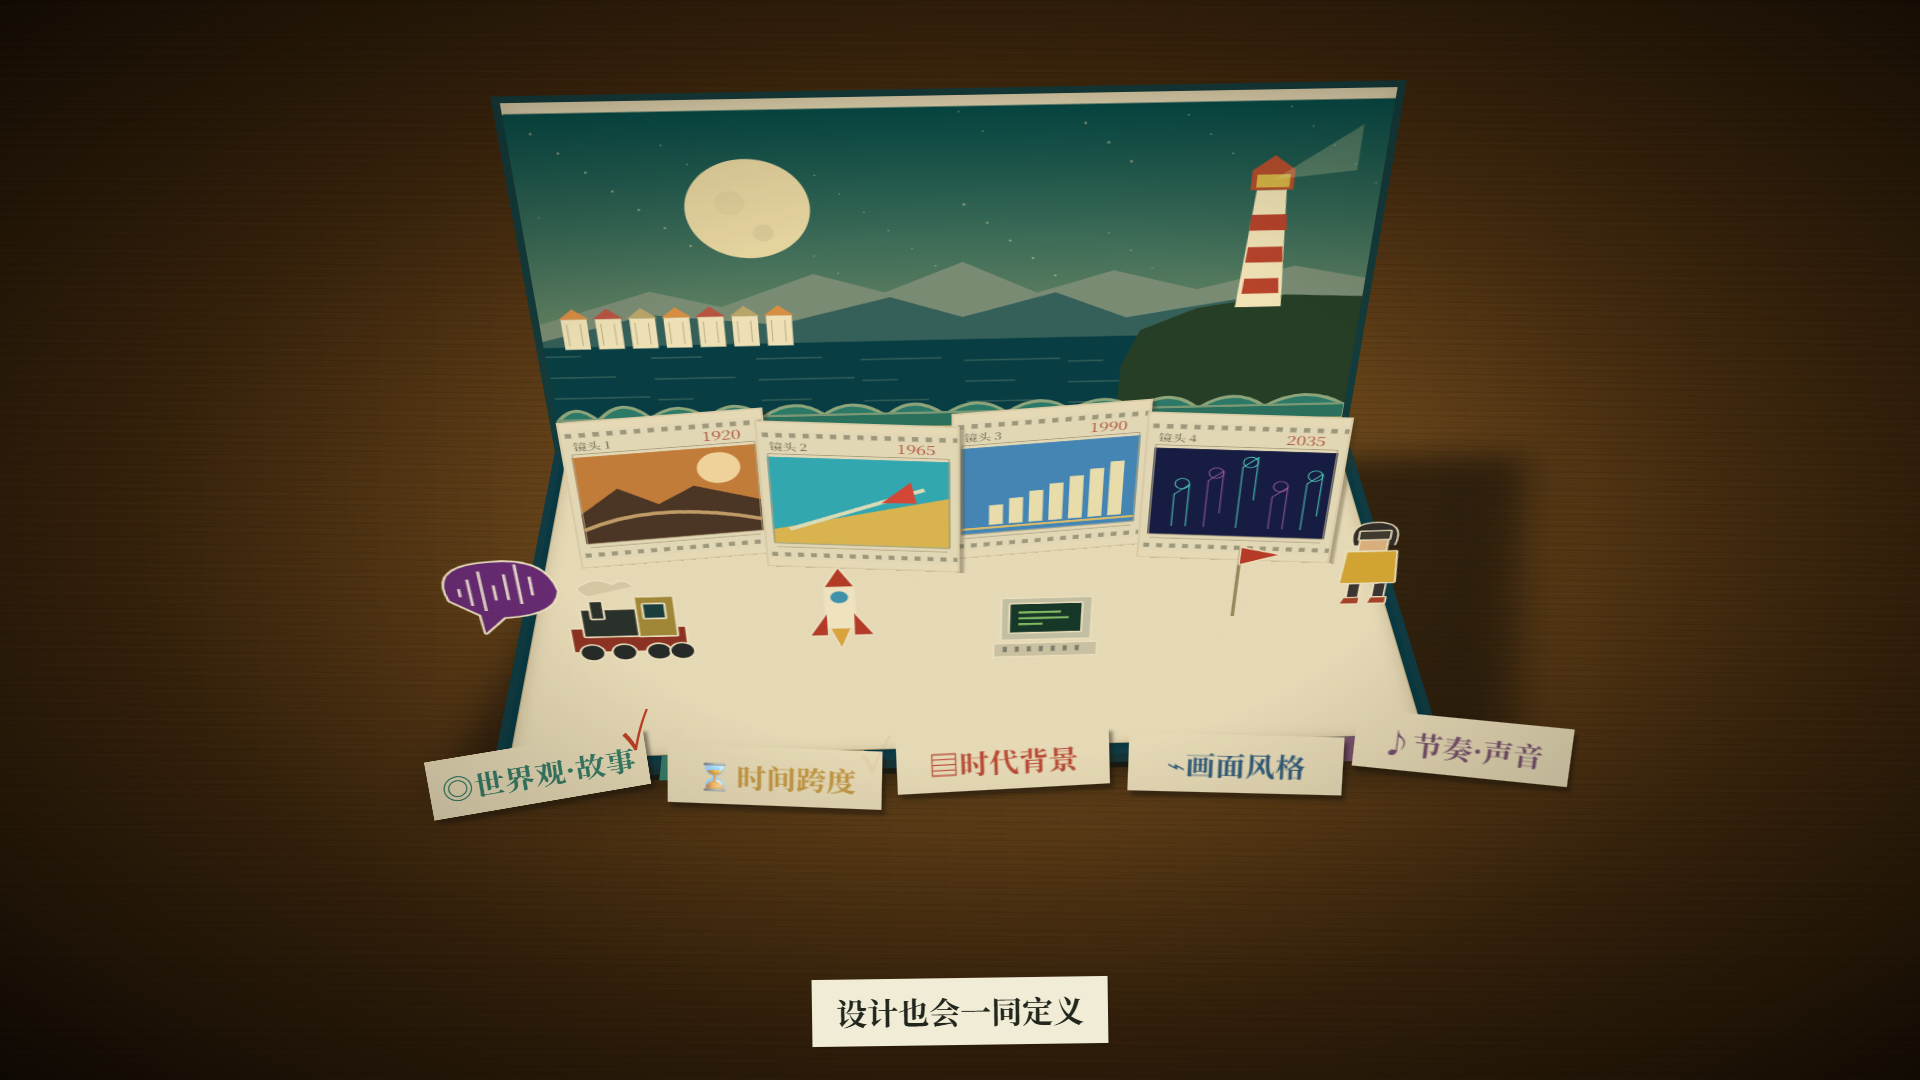 镜头 1 1920
镜头 2 1965
镜头 3 1990
镜头 4 2035
世界观·故事
时间跨度
时代背景
画面风格
节奏·声音
设计也会一同定义